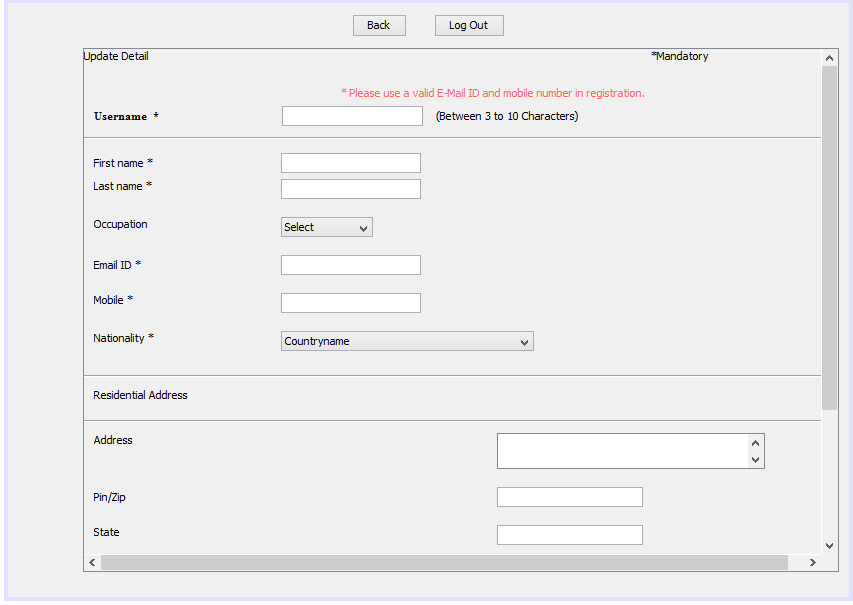 Back Log Out
Update Detail *Mandatory
* Please use a valid E-Mail ID and mobile number in registration.
Username * (Between 3 to 10 Characters)
First name *
Last name *
Occupation Select
Email ID *
Mobile *
Nationality * Countryname
Residential Address
Address
Pin/Zip
State